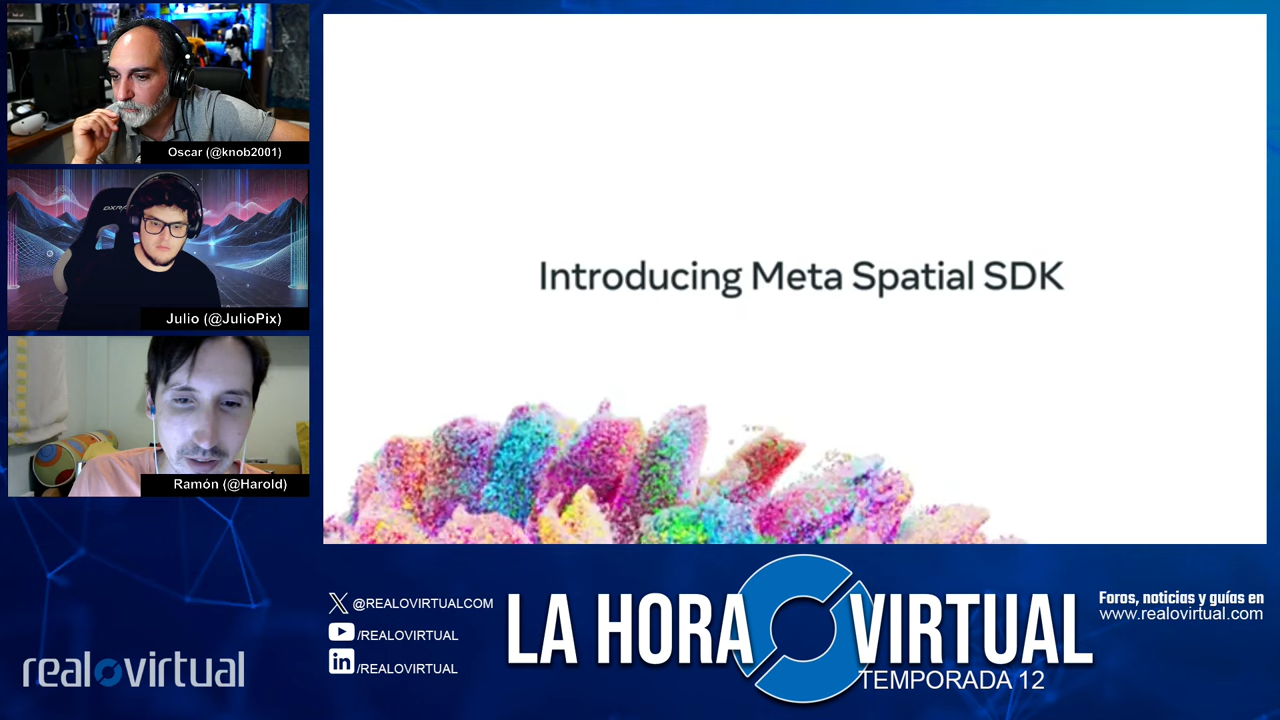 Oscar (@knob2001)
DXRA
Julio (@JulioPix)
Ramón (@Harold)
Introducing Meta Spatial SDK
@REALOVIRTUALCOM
/REALOVIRTUAL
/REALOVIRTUAL
LA HORA VIRTUAL
TEMPORADA 12
Foros, noticias y guías en
www.realovirtual.com
realovirtual